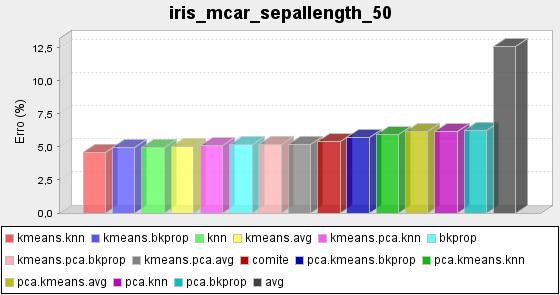 iris_mcar_sepallength_50
12,5
10,0
7,5
5,0
2,5
0,0
Erro (%)
kmeans.knn kmeans.bkprop knn kmeans.avg kmeans.pca.knn bkprop
kmeans.pca.bkprop kmeans.pca.avg comite pca.kmeans.bkprop pca.kmeans.knn
pca.kmeans.avg pca.knn pca.bkprop avg